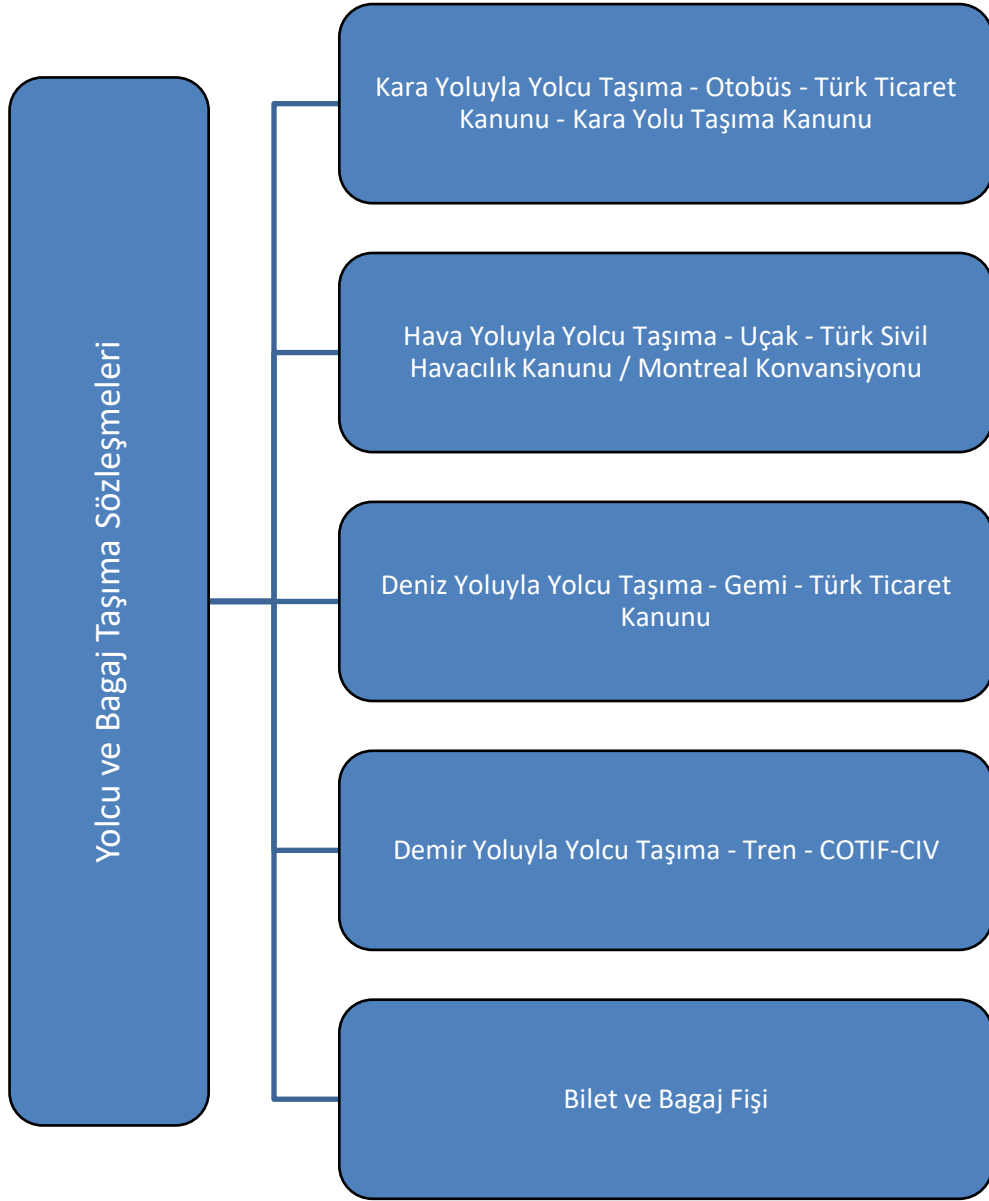 Yolcu ve Bagaj Taşıma Sözleşmeleri
Kara Yoluyla Yolcu Taşıma - Otobüs - Türk Ticaret
Kanunu - Kara Yolu Taşıma Kanunu
Hava Yoluyla Yolcu Taşıma - Uçak - Türk Sivil
Havacılık Kanunu / Montreal Konvansiyonu
Deniz Yoluyla Yolcu Taşıma - Gemi - Türk Ticaret
Kanunu
Demir Yoluyla Yolcu Taşıma - Tren - COTIF-CIV
Bilet ve Bagaj Fişi